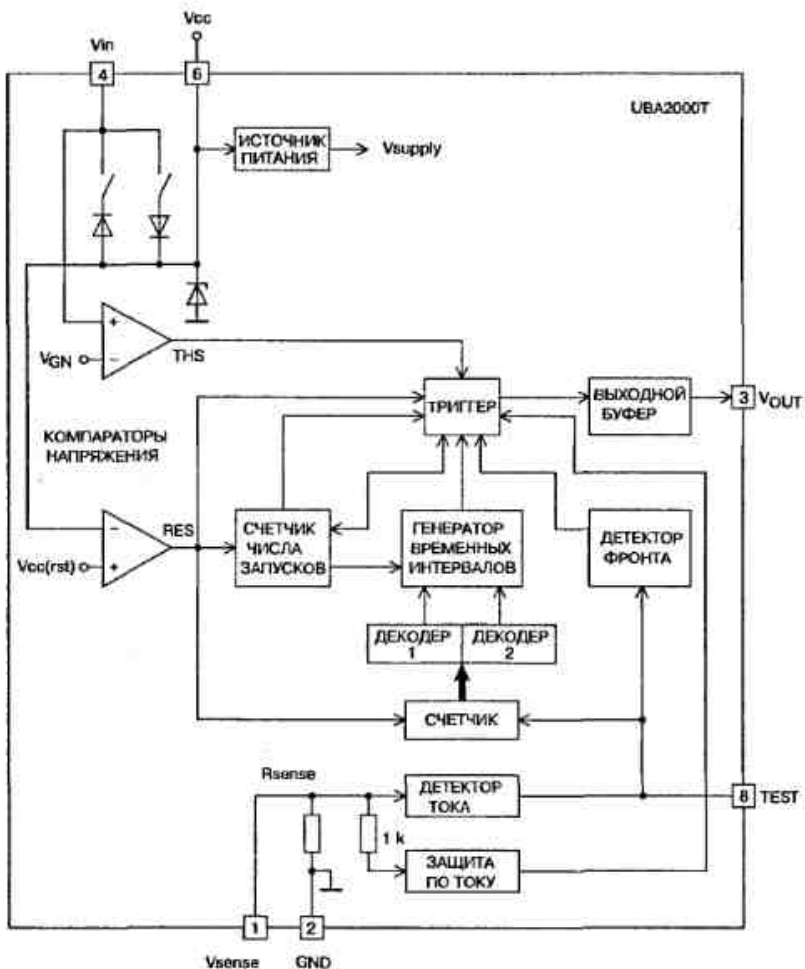 Vcc
Vin
4
6
UBA2000T
ИСТОЧНИК
ПИТАНИЯ
Vsupply
+
VGN
−
THS
ТРИГГЕР
ВЫХОДНОЙ
БУФЕР
3
VOUT
КОМПАРАТОРЫ
НАПРЯЖЕНИЯ
−
RES
Vcc(rst)
+
СЧЕТЧИК
ЧИСЛА
ЗАПУСКОВ
ГЕНЕРАТОР
ВРЕМЕННЫХ
ИНТЕРВАЛОВ
ДЕТЕКТОР
ФРОНТА
ДЕКОДЕР
1
ДЕКОДЕР
2
СЧЕТЧИК
Rsense
ДЕТЕКТОР
ТОКА
8
TEST
1 k
ЗАЩИТА
ПО ТОКУ
1
2
Vsense
GND